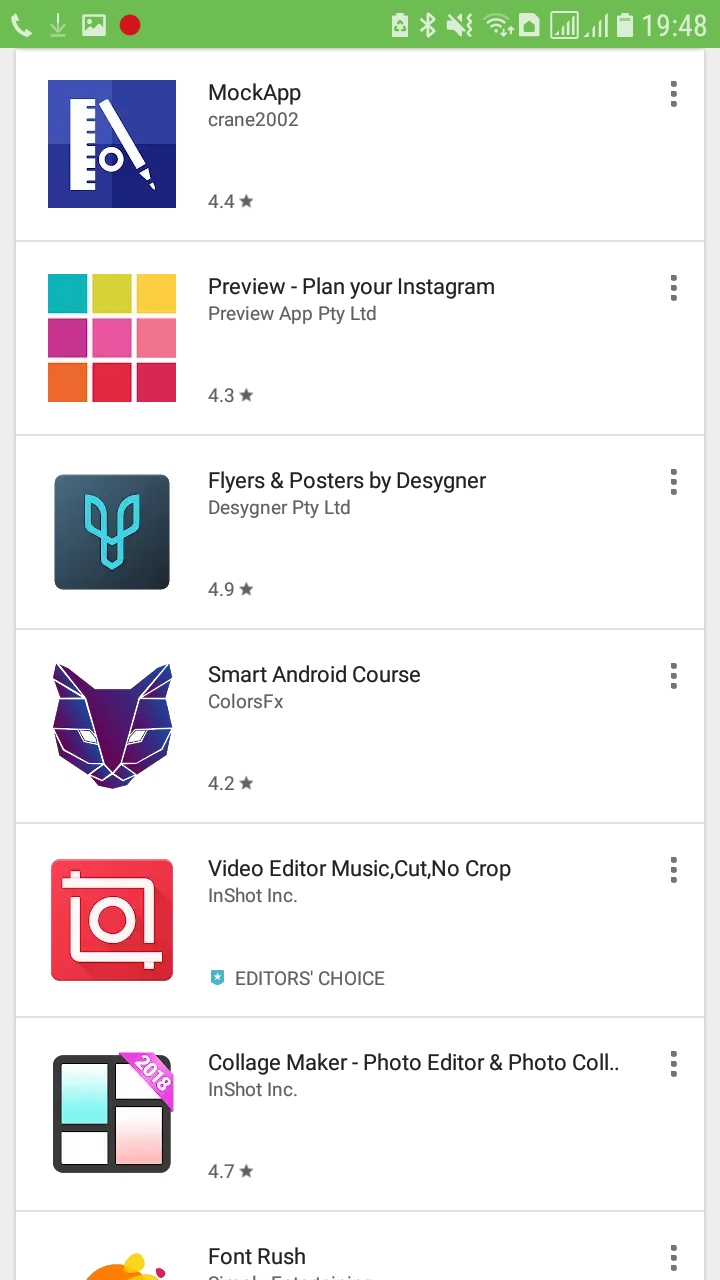 19:48
MockApp
crane2002
4.4
Preview - Plan your Instagram
Preview App Pty Ltd
4.3
Flyers & Posters by Desygner
Desygner Pty Ltd
4.9
Smart Android Course
ColorsFx
4.2
Video Editor Music,Cut,No Crop
InShot Inc.
EDITORS' CHOICE
2018
Collage Maker - Photo Editor & Photo Coll..
InShot Inc.
4.7
Font Rush